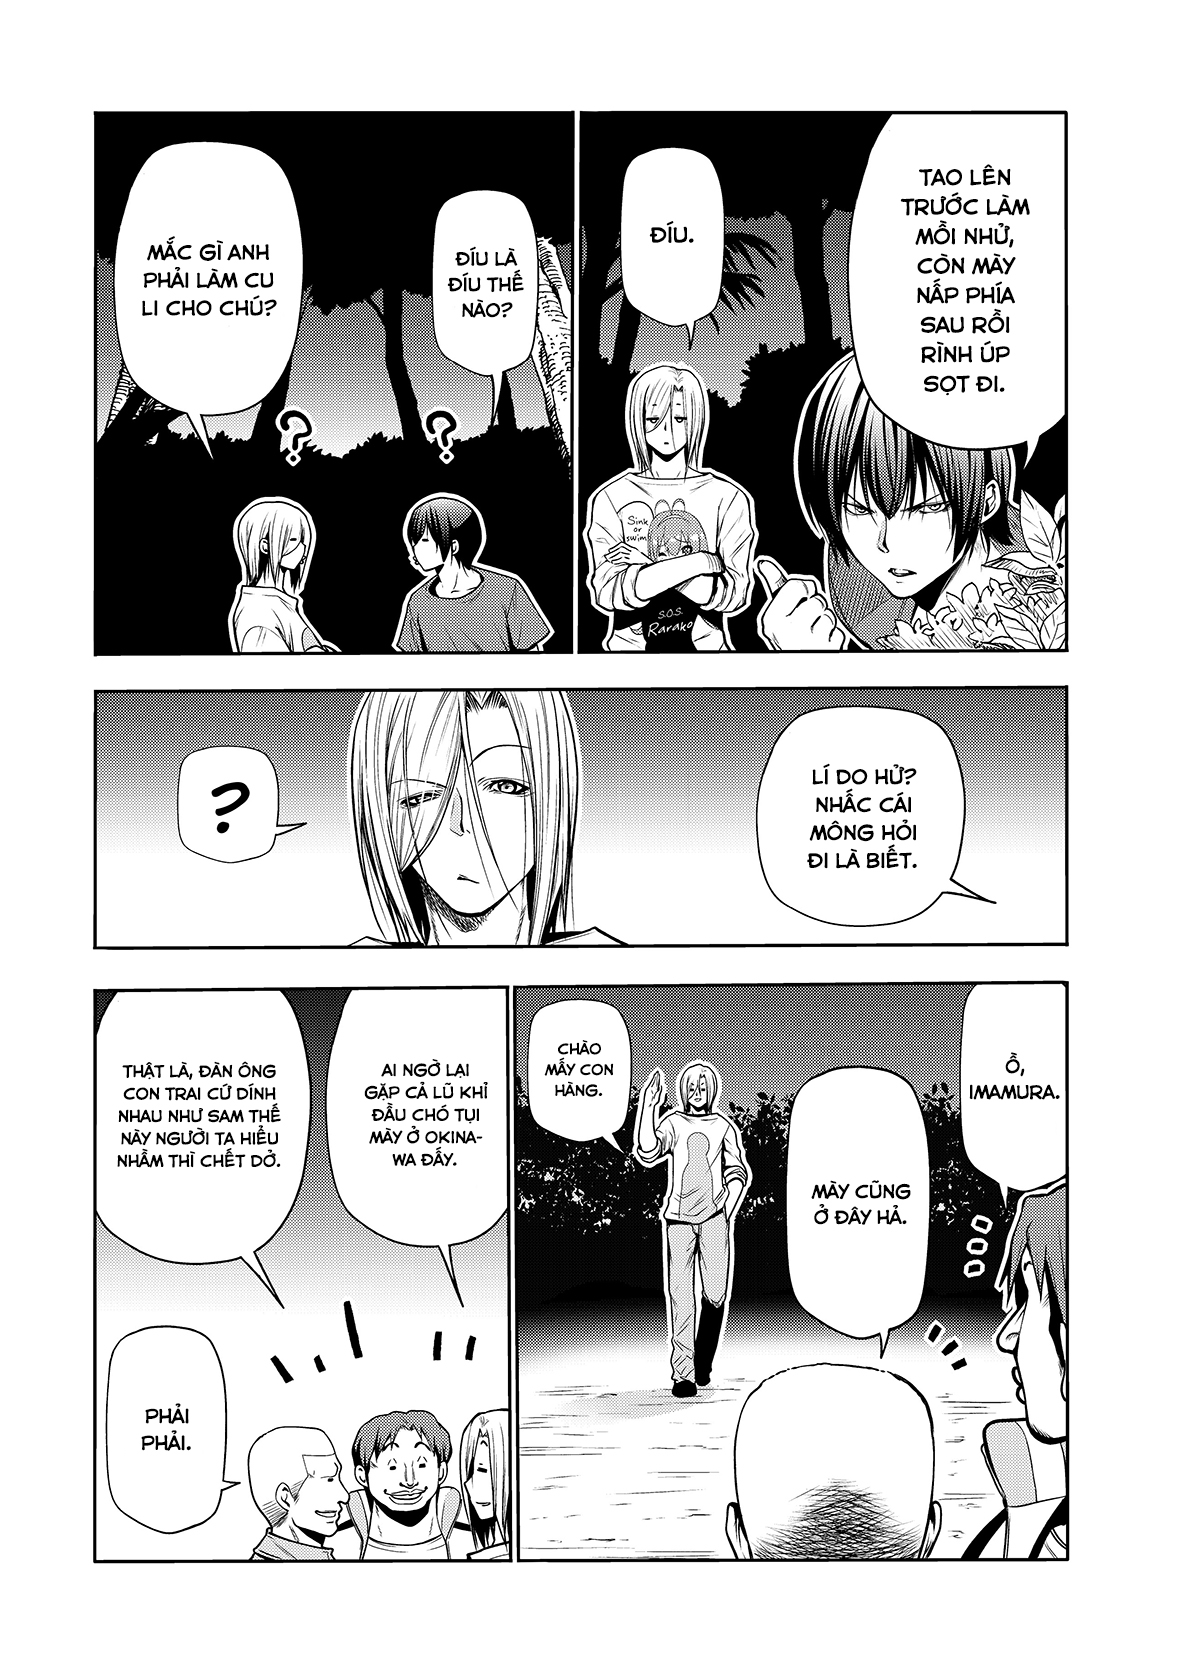 TAO LÊN
TRƯỚC LÀM
MỒI NHỬ,
CÒN MÀY
NẤP PHÍA
SAU RỒI
RÌNH ÚP
SỌT ĐI.
ĐÍU.
Sink
or
swim
S.O.S.
Rarako
ĐÍU LÀ
ĐÍU THẾ
NÀO?
MẮC GÌ ANH
PHẢI LÀM CU
LI CHO CHÚ?
?
?
LÍ DO HỬ?
NHẤC CÁI
MÔNG HỎI
ĐI LÀ BIẾT.
?
Ồ,
IMAMURA.
MÀY CŨNG
Ở ĐÂY HẢ.
CHÀO
MẤY CON
HÀNG.
AI NGỜ LẠI
GẶP CẢ LŨ KHỈ
ĐẦU CHÓ TỤI
MÀY Ở OKINA-
WA ĐẤY.
THẬT LÀ, ĐÀN ÔNG
CON TRAI CỨ DÍNH
NHAU NHƯ SAM THẾ
NÀY NGƯỜI TA HIỂU
NHẦM THÌ CHẾT DỞ.
PHẢI
PHẢI.